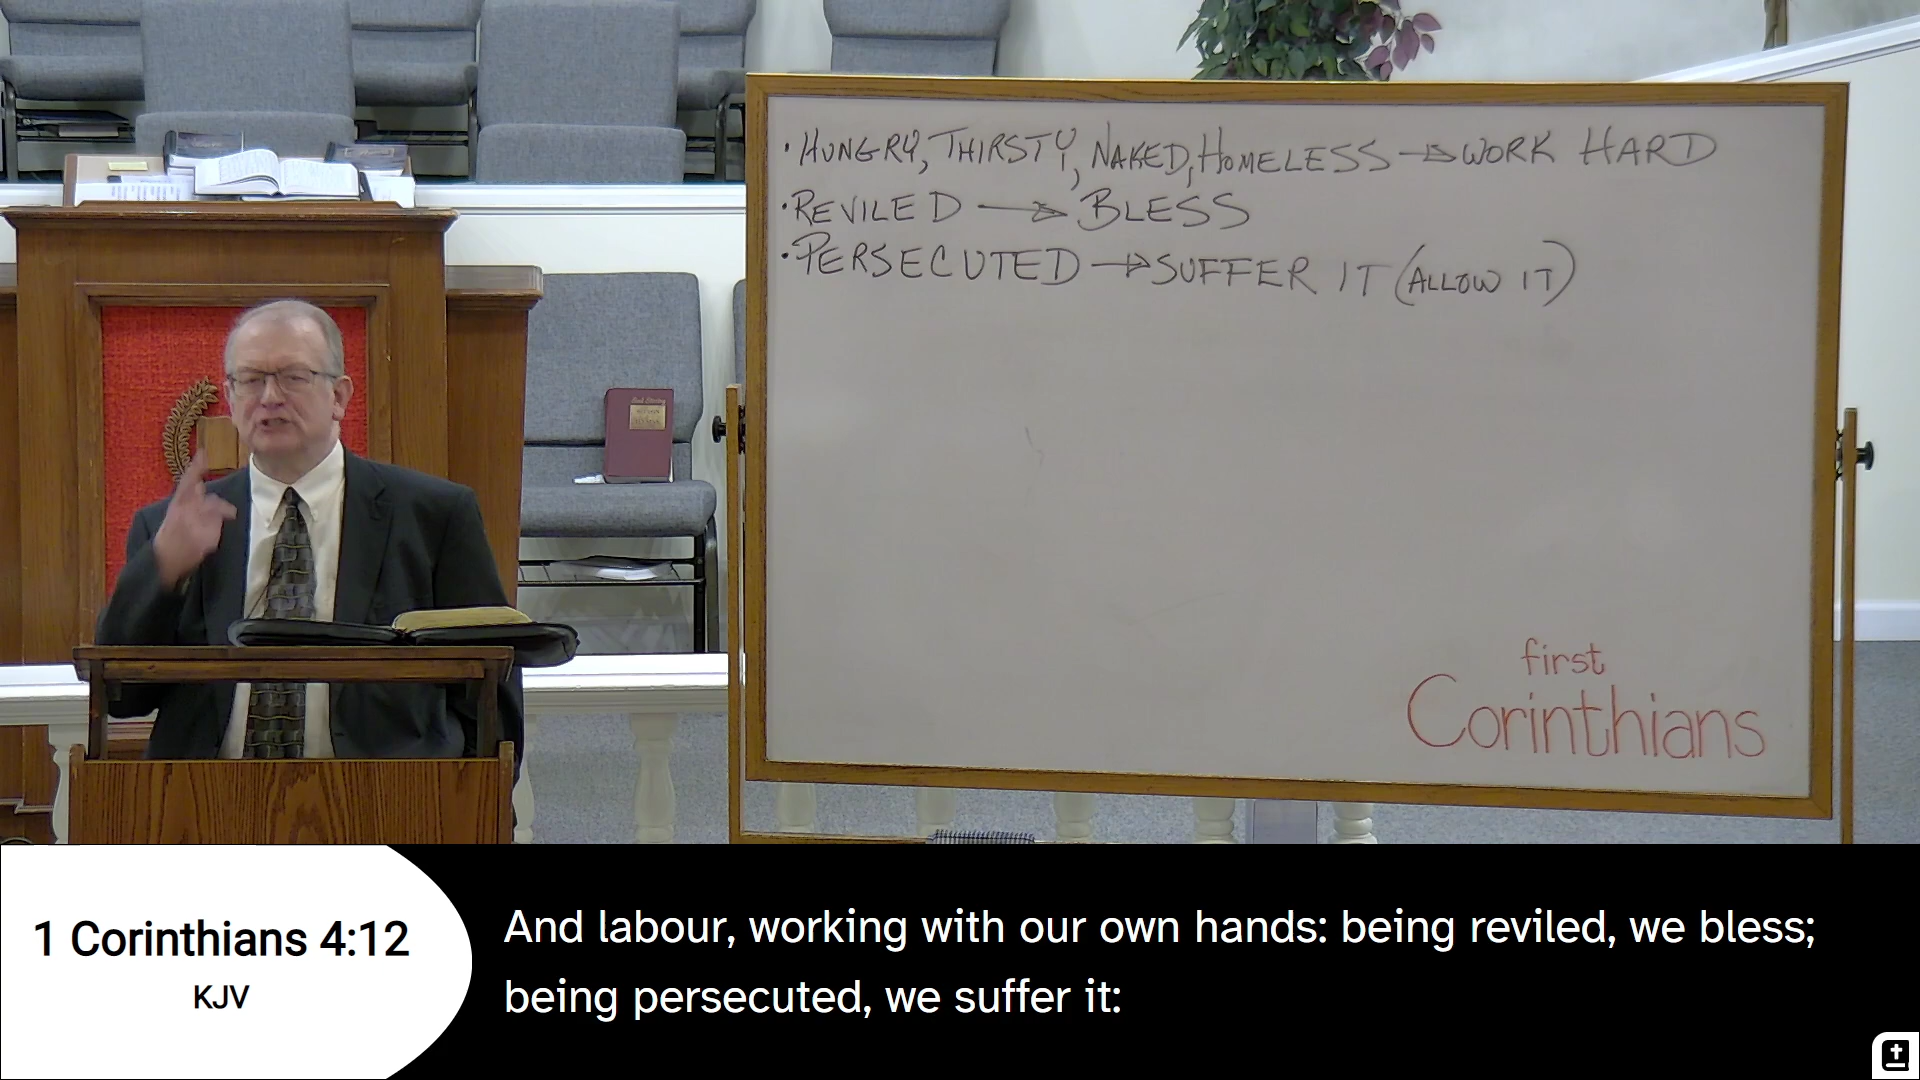 ·HUNGRY, THIRSTY, NAKED, HOMELESS → WORK HARD
·REVILED → BLESS
·PERSECUTED → SUFFER IT (ALLOW IT)
first
Corinthians
1 Corinthians 4:12
KJV
And labour, working with our own hands: being reviled, we bless;
being persecuted, we suffer it: